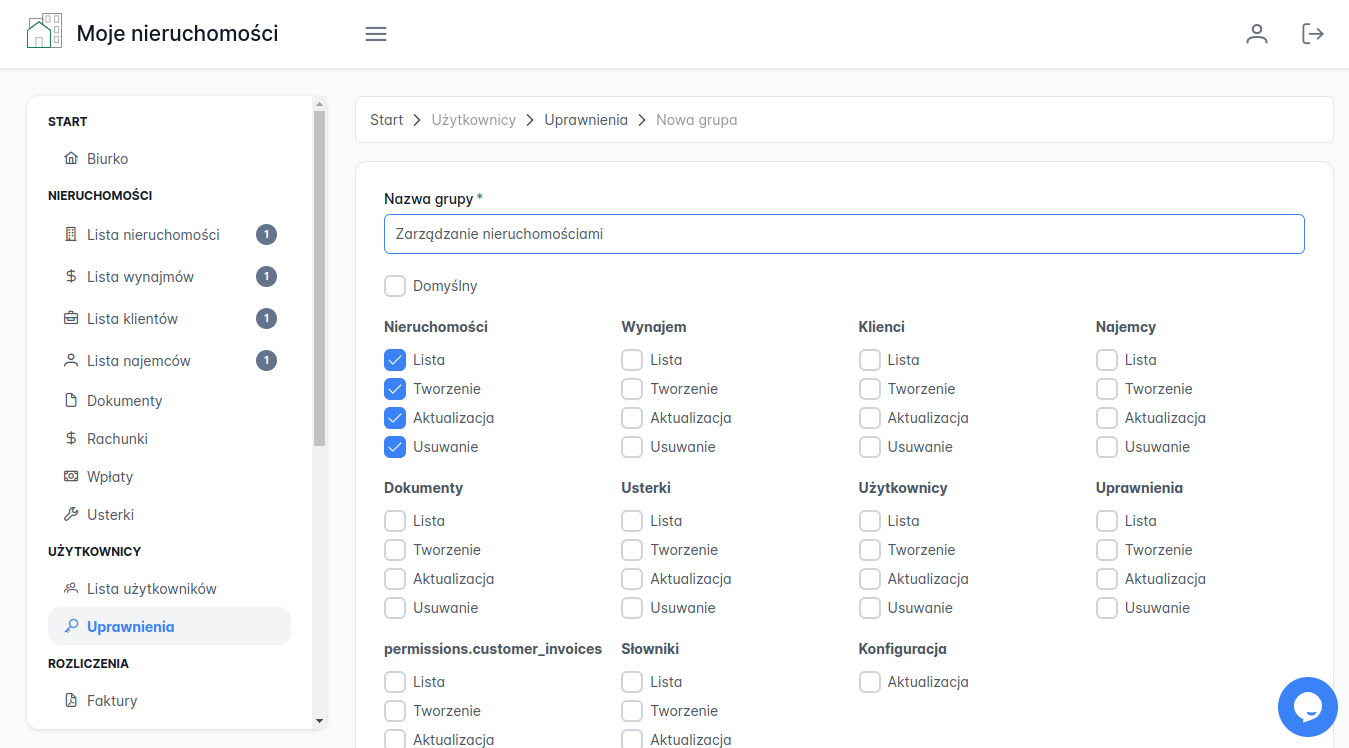 Moje nieruchomości
START
Biurko
NIERUCHOMOŚCI
Lista nieruchomości 1
Lista wynajmów 1
Lista klientów 1
Lista najemców 1
Dokumenty
Rachunki
Wpłaty
Usterki
UŻYTKOWNICY
Lista użytkowników
Uprawnienia
ROZLICZENIA
Faktury
Start > Użytkownicy > Uprawnienia > Nowa grupa
Nazwa grupy *
Zarządzanie nieruchomościami
Domyślny
Nieruchomości Wynajem Klienci Najemcy
Lista Lista Lista Lista
Tworzenie Tworzenie Tworzenie Tworzenie
Aktualizacja Aktualizacja Aktualizacja Aktualizacja
Usuwanie Usuwanie Usuwanie Usuwanie
Dokumenty Usterki Użytkownicy Uprawnienia
Lista Lista Lista Lista
Tworzenie Tworzenie Tworzenie Tworzenie
Aktualizacja Aktualizacja Aktualizacja Aktualizacja
Usuwanie Usuwanie Usuwanie Usuwanie
permissions.customer_invoices Słowniki Konfiguracja
Lista Lista Aktualizacja
Tworzenie Tworzenie
Aktualizacja Aktualizacja